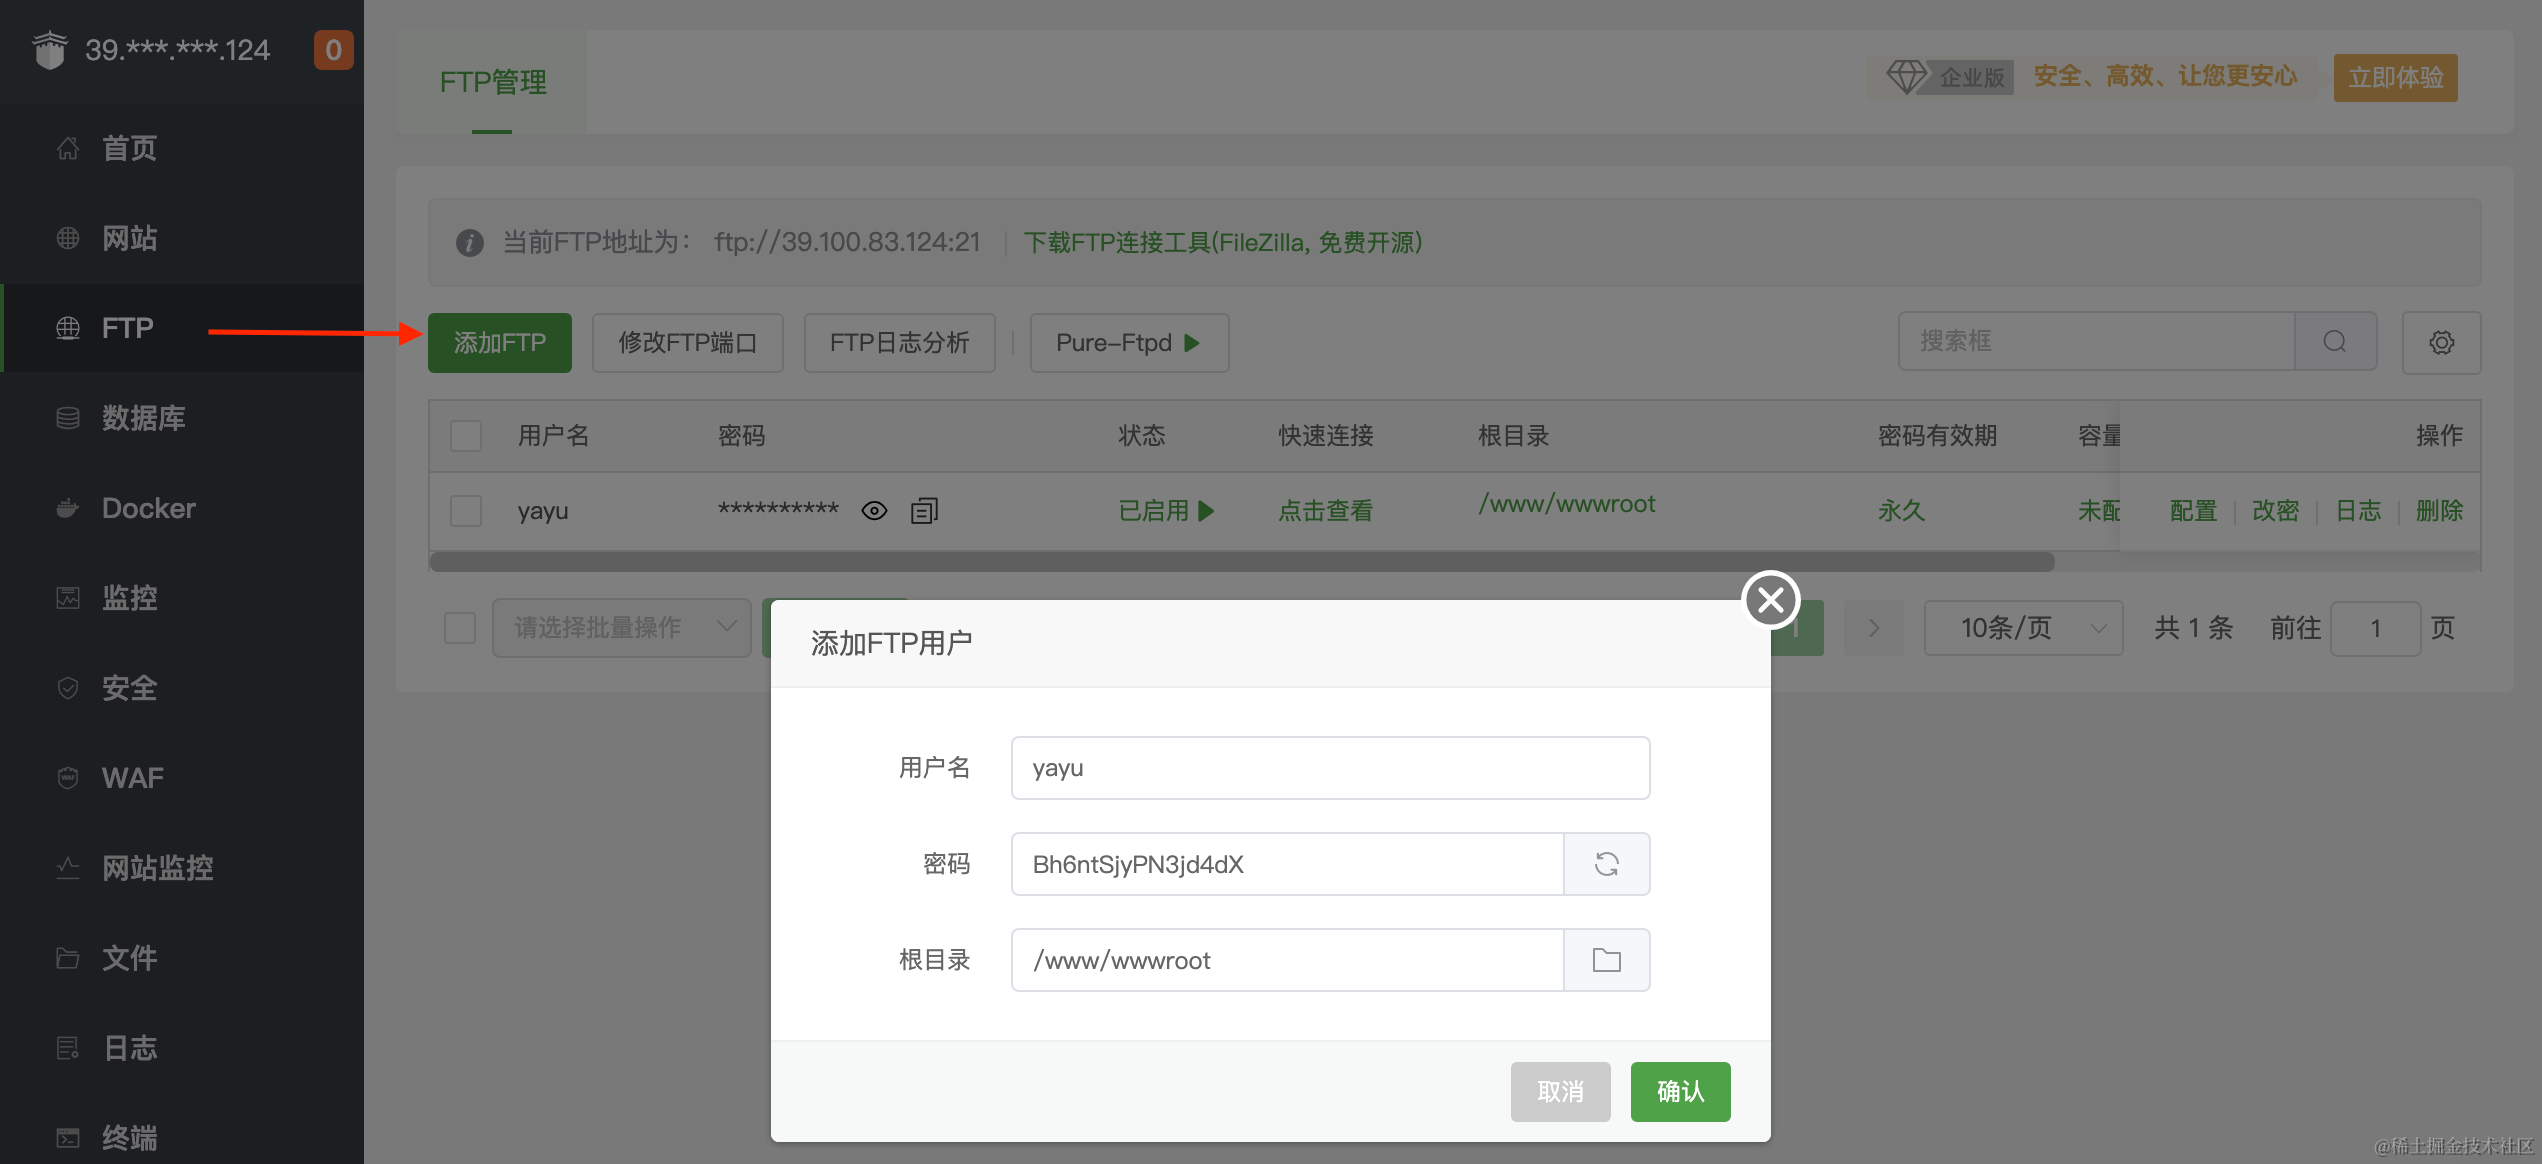 39.***.***.124 0
首页
网站
FTP
数据库
Docker
监控
安全
WAF
网站监控
文件
日志
终端
FTP管理
企业版 安全、高效、让您更安心 立即体验
当前FTP地址为： ftp://39.100.83.124:21 下载FTP连接工具(FileZilla, 免费开源)
添加FTP 修改FTP端口 FTP日志分析 Pure-Ftpd 搜索框
用户名 密码 状态 快速连接 根目录 密码有效期 容量 操作
yayu ********** 已启用 点击查看 /www/wwwroot 永久 未配 配置 改密 日志 删除
请选择批量操作 1 10条/页 共 1 条 前往 1 页
添加FTP用户
用户名 yayu
密码 Bh6ntSjyPN3jd4dX
根目录 /www/wwwroot
取消 确认
@稀土掘金技术社区